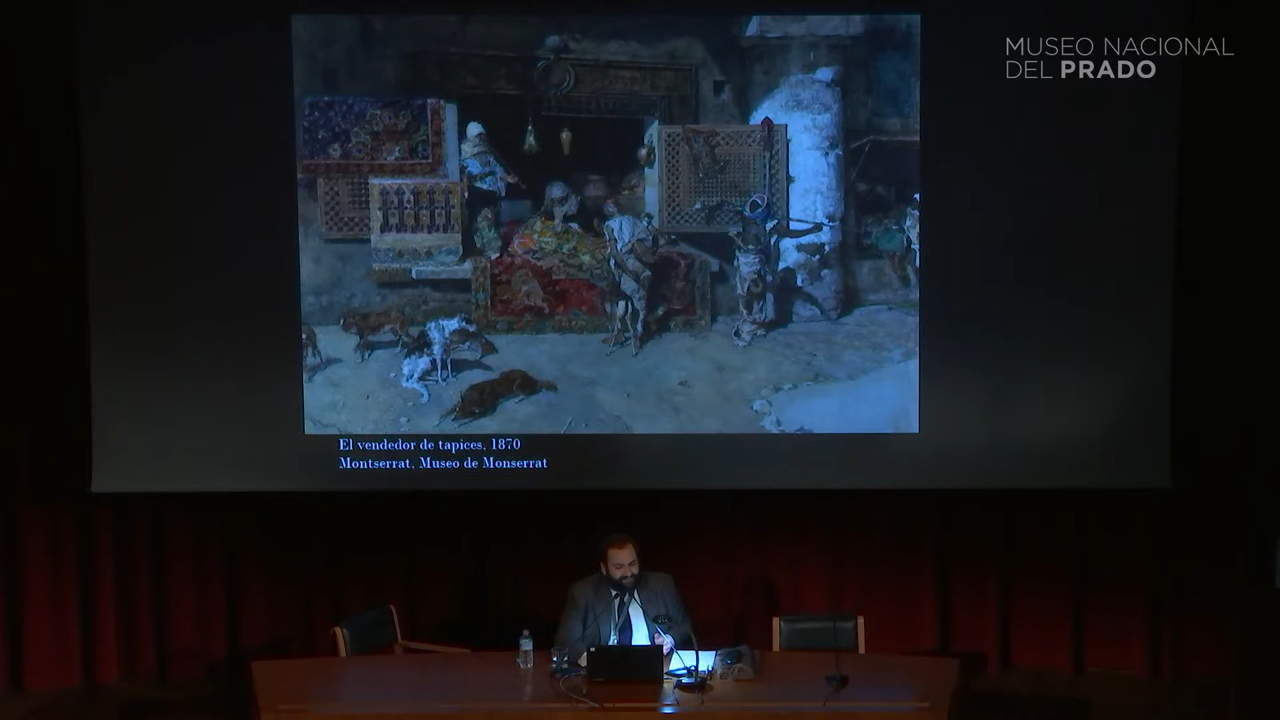 MUSEO NACIONAL
DEL PRADO
El vendedor de tapices, 1870
Montserrat, Museo de Monserrat